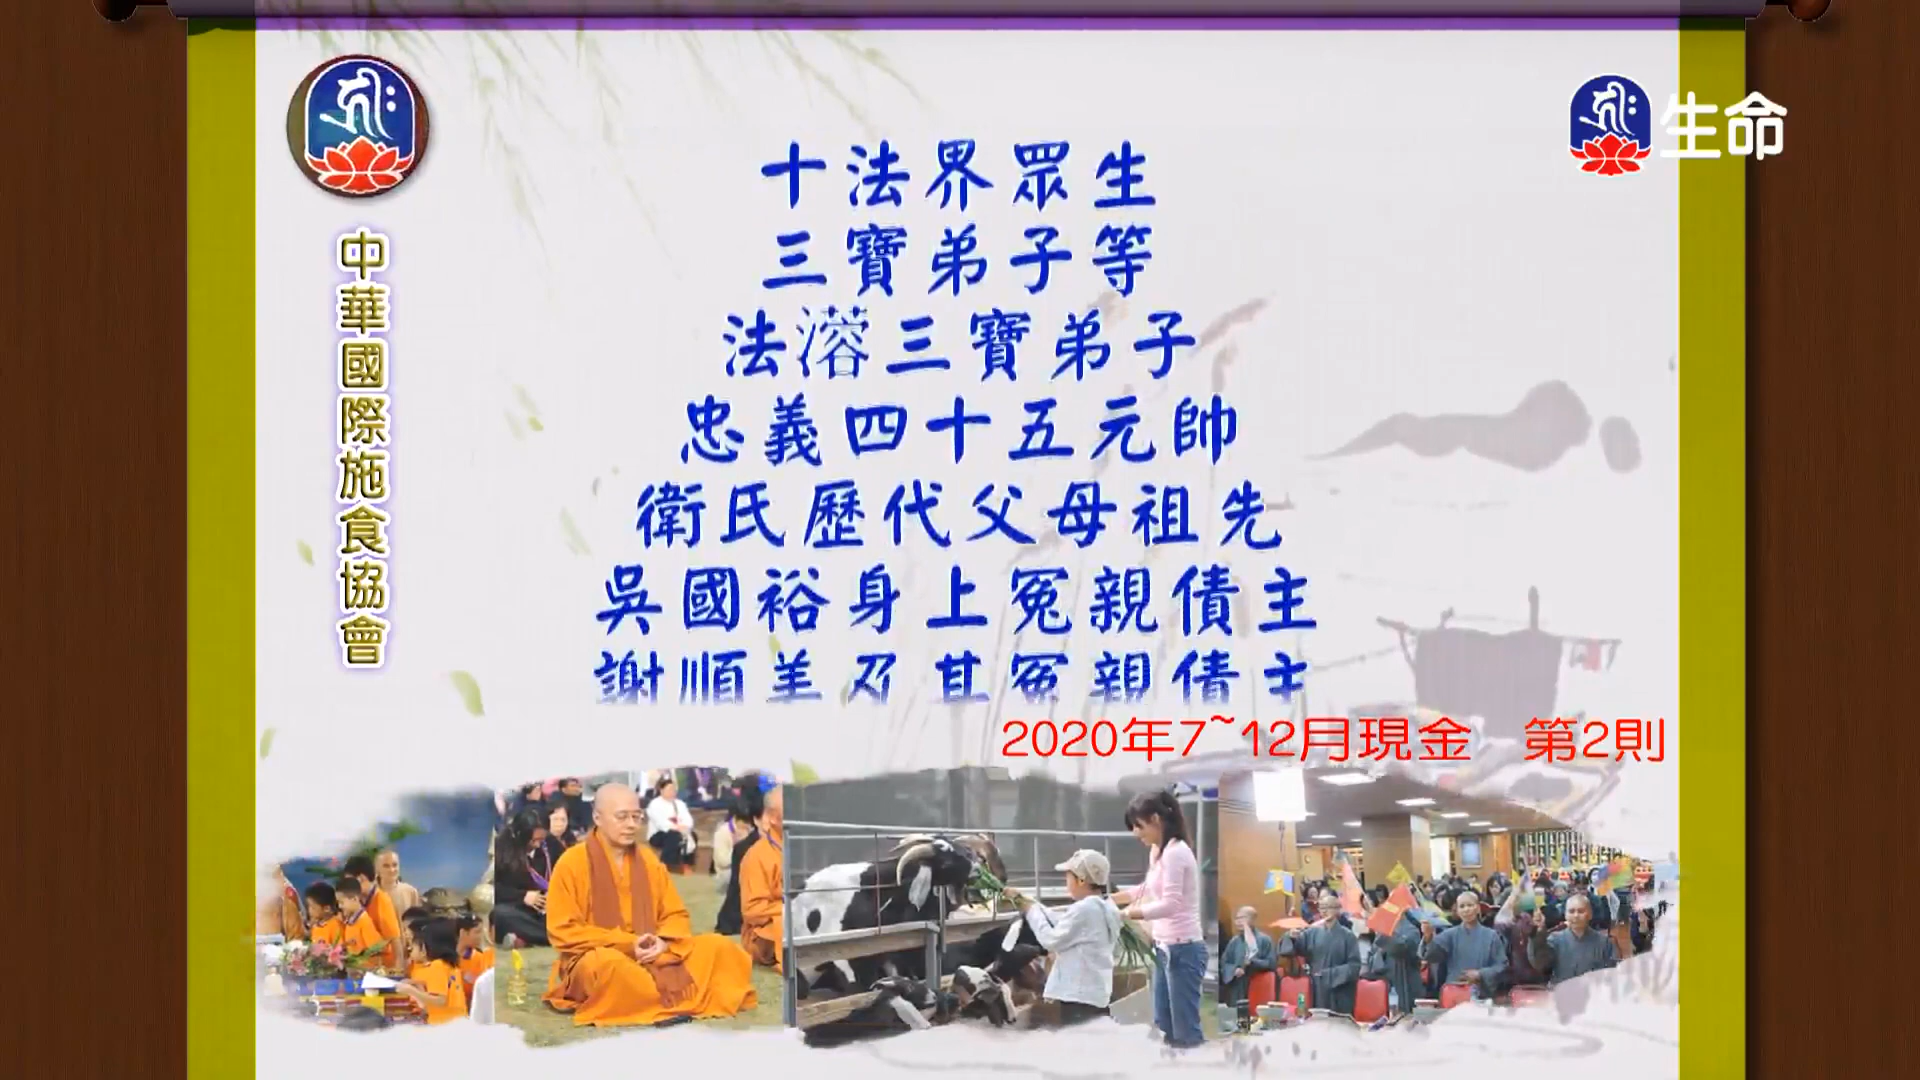 中華國際施食協會
生命
十法界眾生
三寶弟子等
法濴三寶弟子
忠義四十五元帥
衛氏歷代父母祖先
吳國裕身上冤親債主
謝順美及其冤親債主
2020年7~12月現金 第2則